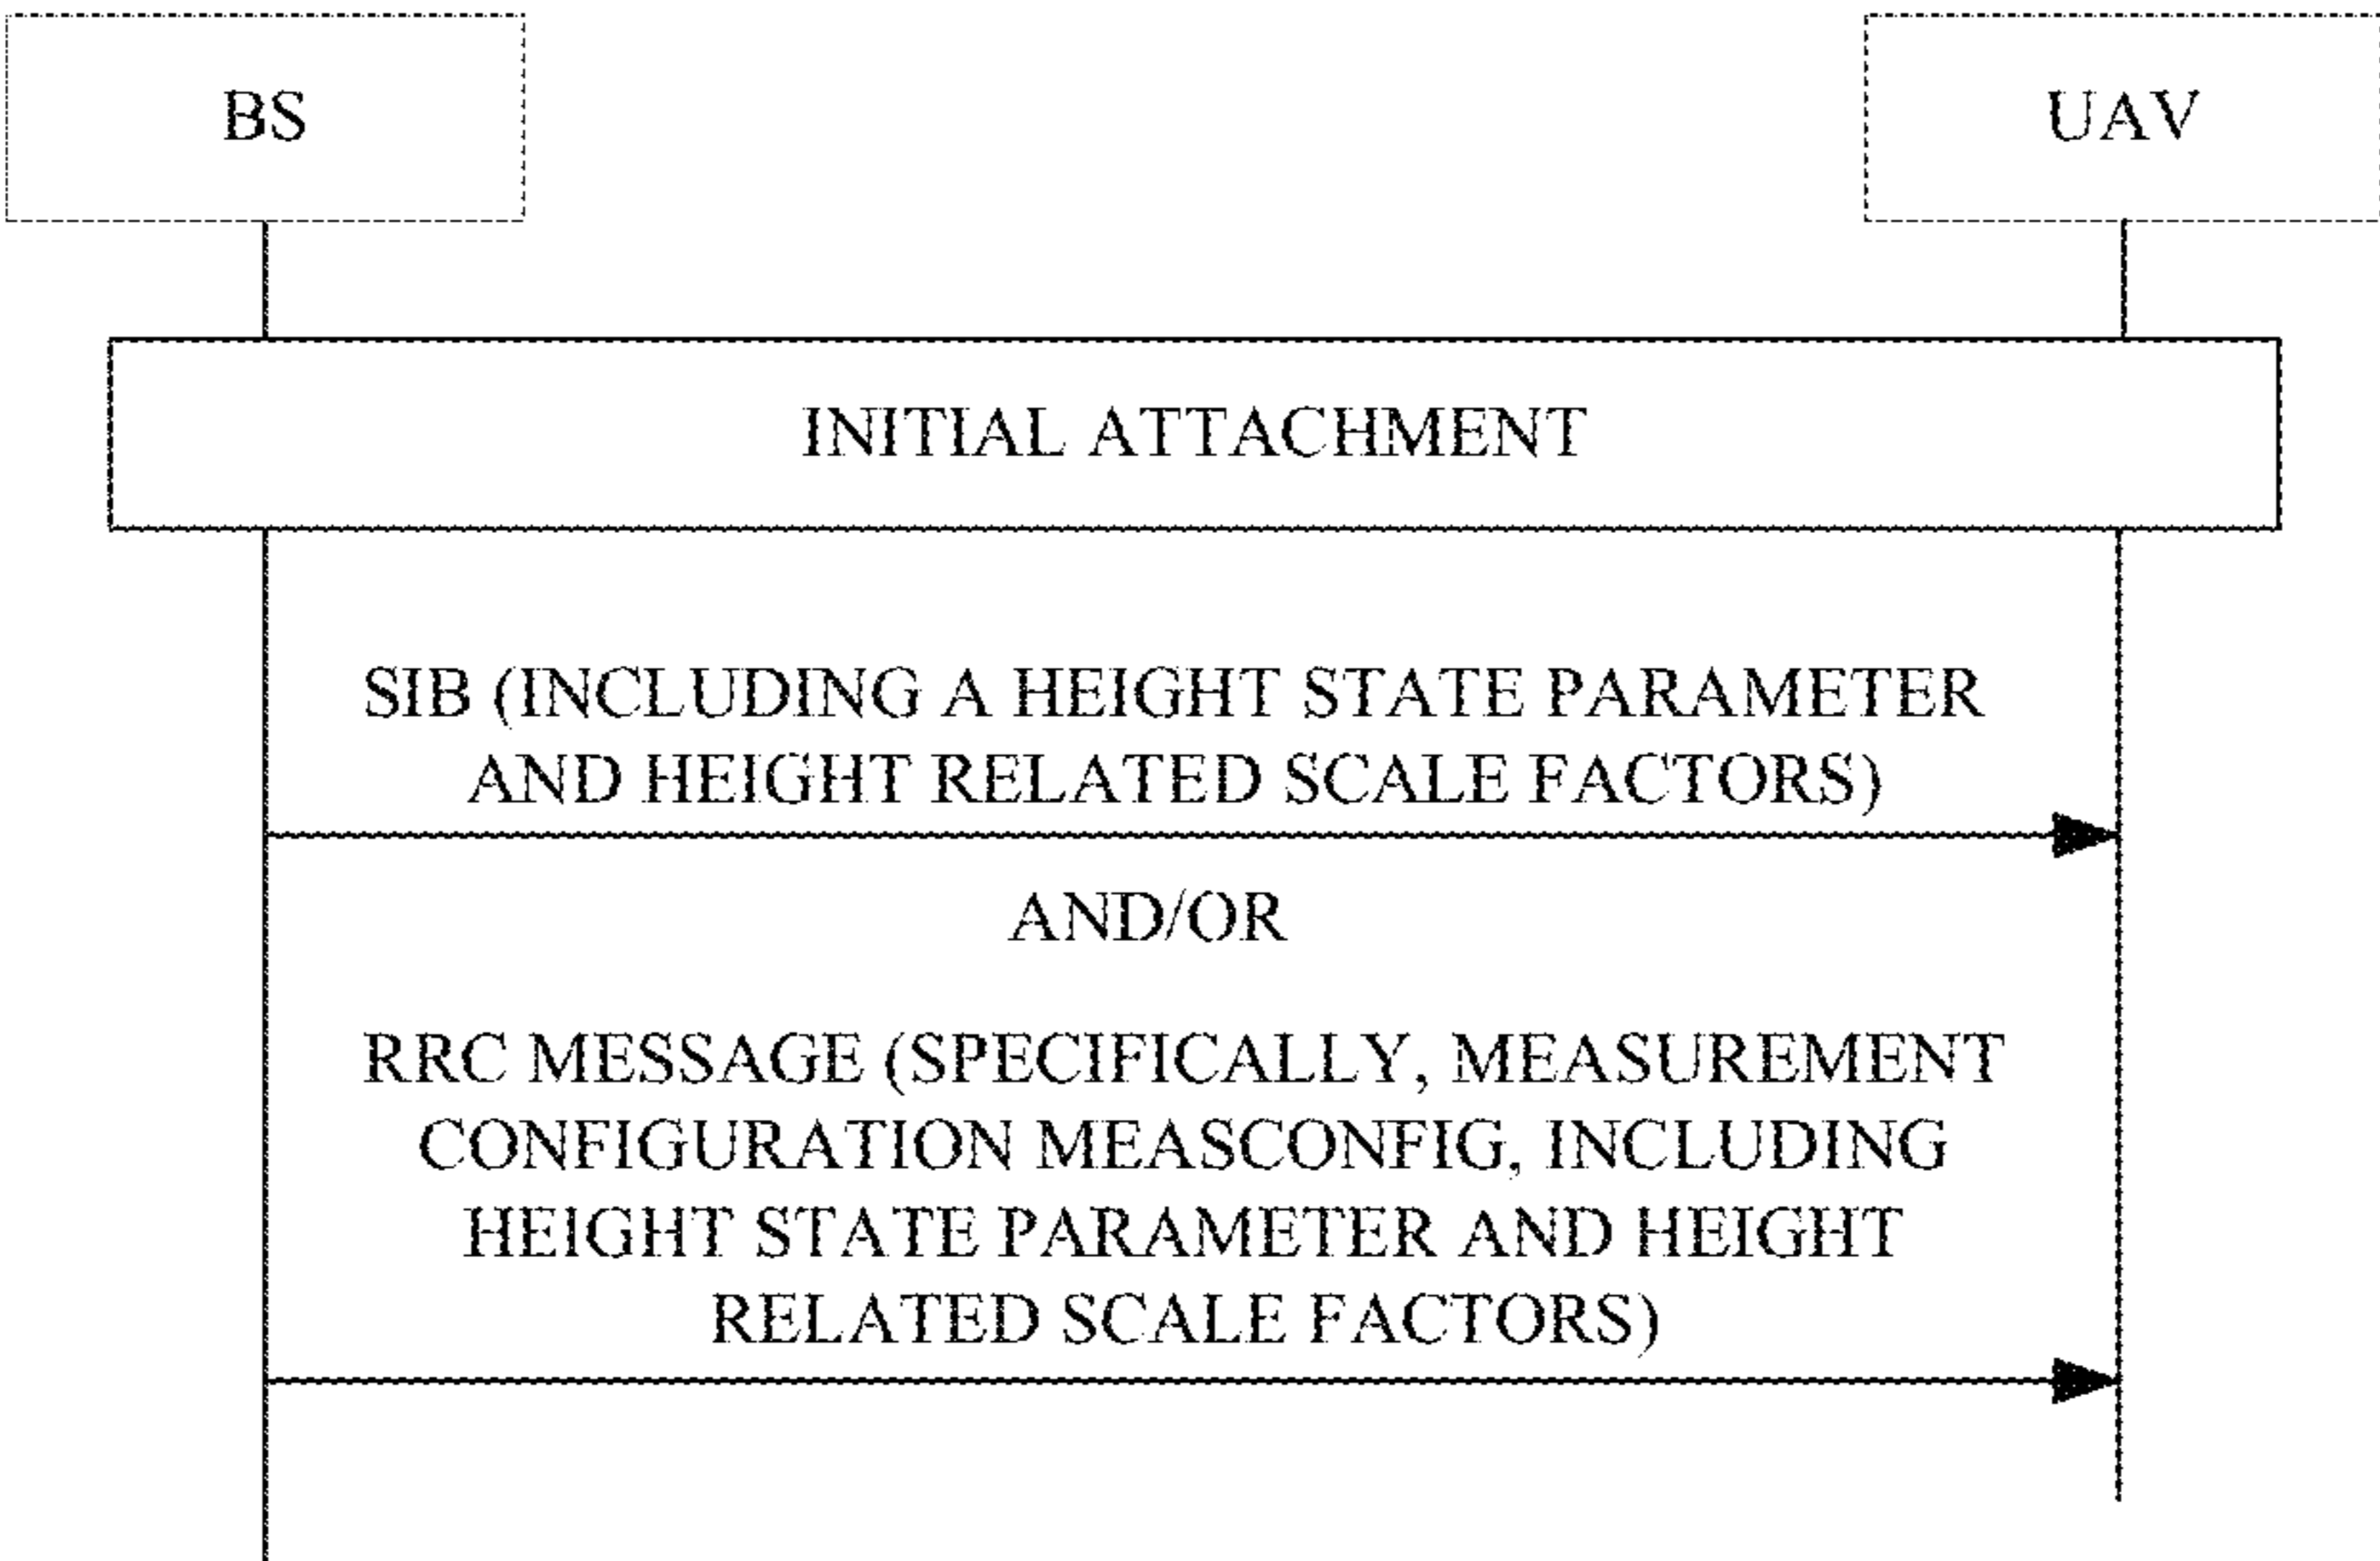 BS
UAV
INITIAL ATTACHMENT
SIB (INCLUDING A HEIGHT STATE PARAMETER
AND HEIGHT RELATED SCALE FACTORS)
AND/OR
RRC MESSAGE (SPECIFICALLY, MEASUREMENT
CONFIGURATION MEASCONFIG, INCLUDING
HEIGHT STATE PARAMETER AND HEIGHT
RELATED SCALE FACTORS)